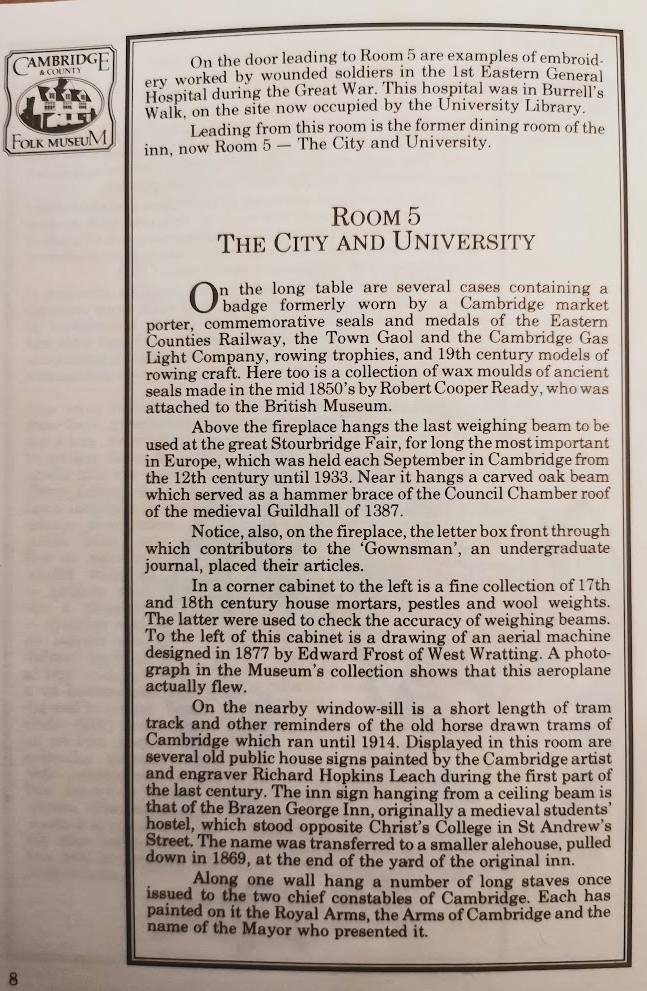 CAMBRIDGE
& COUNTY
FOLK MUSEUM
On the door leading to Room 5 are examples of embroid-
ery worked by wounded soldiers in the 1st Eastern General
Hospital during the Great War. This hospital was in Burrell's
Walk, on the site now occupied by the University Library.
Leading from this room is the former dining room of the
inn, now Room 5 — The City and University.
ROOM 5
THE CITY AND UNIVERSITY
On the long table are several cases containing a
badge formerly worn by a Cambridge market
porter, commemorative seals and medals of the Eastern
Counties Railway, the Town Gaol and the Cambridge Gas
Light Company, rowing trophies, and 19th century models of
rowing craft. Here too is a collection of wax moulds of ancient
seals made in the mid 1850's by Robert Cooper Ready, who was
attached to the British Museum.
Above the fireplace hangs the last weighing beam to be
used at the great Stourbridge Fair, for long the most important
in Europe, which was held each September in Cambridge from
the 12th century until 1933. Near it hangs a carved oak beam
which served as a hammer brace of the Council Chamber roof
of the medieval Guildhall of 1387.
Notice, also, on the fireplace, the letter box front through
which contributors to the 'Gownsman', an undergraduate
journal, placed their articles.
In a corner cabinet to the left is a fine collection of 17th
and 18th century house mortars, pestles and wool weights.
The latter were used to check the accuracy of weighing beams.
To the left of this cabinet is a drawing of an aerial machine
designed in 1877 by Edward Frost of West Wratting. A photo-
graph in the Museum's collection shows that this aeroplane
actually flew.
On the nearby window-sill is a short length of tram
track and other reminders of the old horse drawn trams of
Cambridge which ran until 1914. Displayed in this room are
several old public house signs painted by the Cambridge artist
and engraver Richard Hopkins Leach during the first part of
the last century. The inn sign hanging from a ceiling beam is
that of the Brazen George Inn, originally a medieval students'
hostel, which stood opposite Christ's College in St Andrew's
Street. The name was transferred to a smaller alehouse, pulled
down in 1869, at the end of the yard of the original inn.
Along one wall hang a number of long staves once
issued to the two chief constables of Cambridge. Each has
painted on it the Royal Arms, the Arms of Cambridge and the
name of the Mayor who presented it.
8